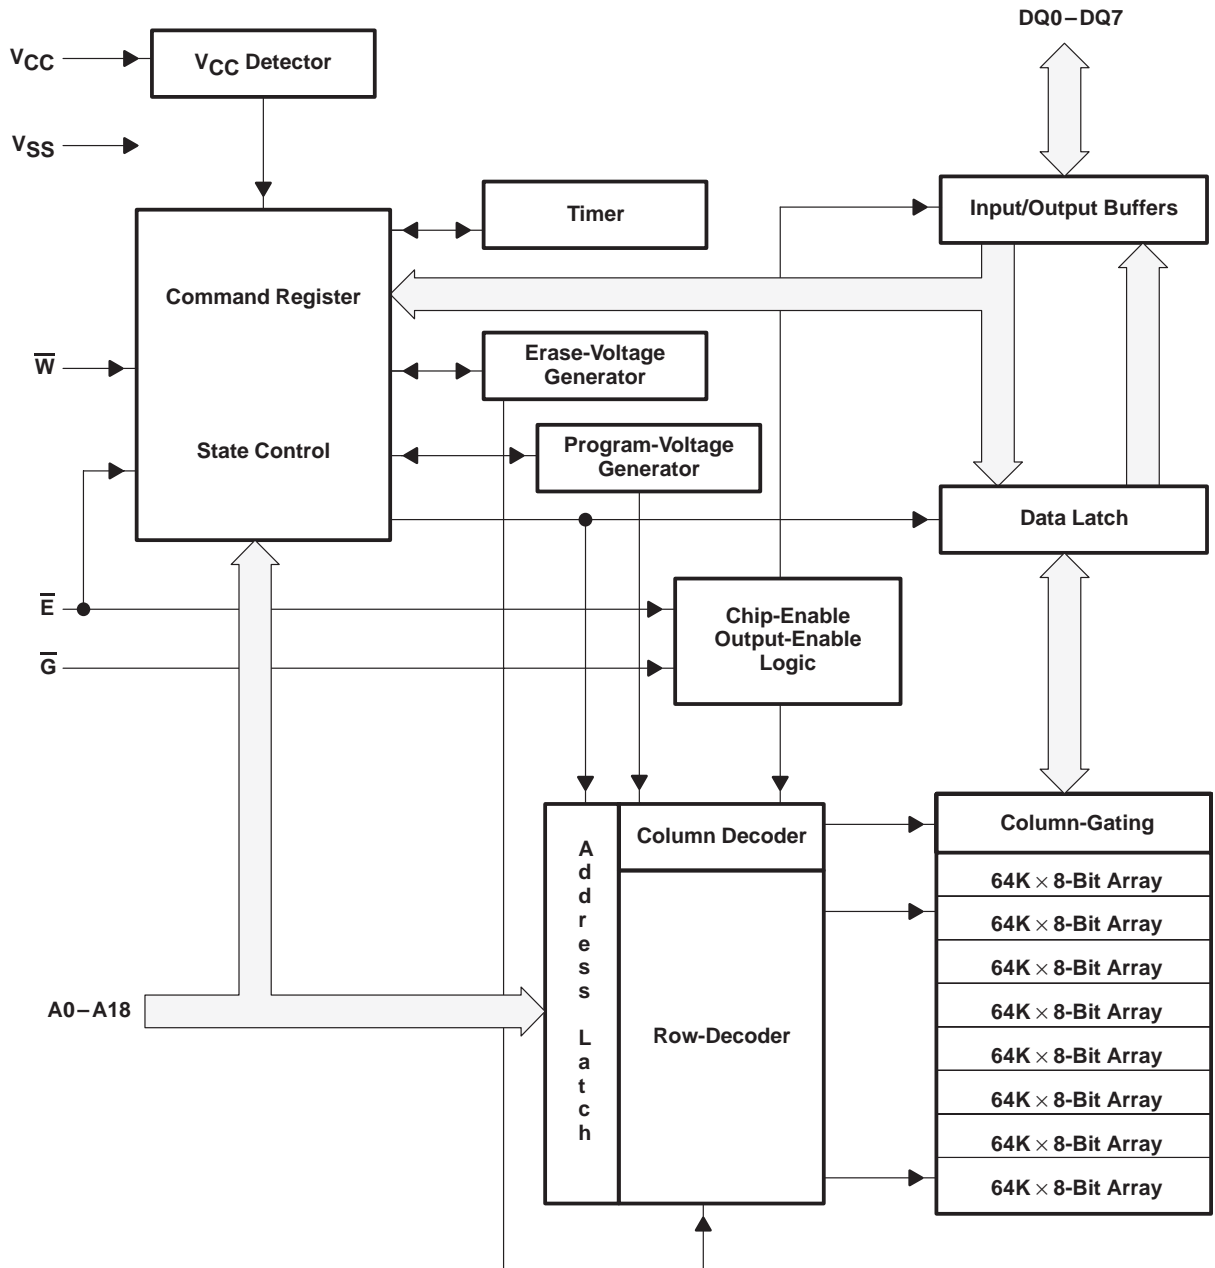 DQ0–DQ7
VCC
VCC Detector
VSS
Timer
Input/Output Buffers
Command Register
W̅
Erase-Voltage
Generator
State Control
Program-Voltage
Generator
Data Latch
E̅
Chip-Enable
Output-Enable
Logic
G̅
Address Latch
Column Decoder
Column-Gating
64K × 8-Bit Array
64K × 8-Bit Array
64K × 8-Bit Array
64K × 8-Bit Array
64K × 8-Bit Array
64K × 8-Bit Array
64K × 8-Bit Array
64K × 8-Bit Array
A0–A18
Row-Decoder